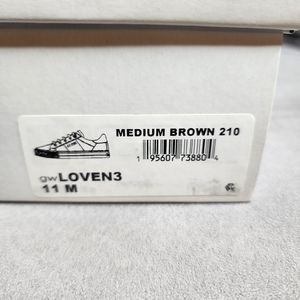 MEDIUM BROWN 210
1 95607 73880 4
gwLOVEN3
11 M